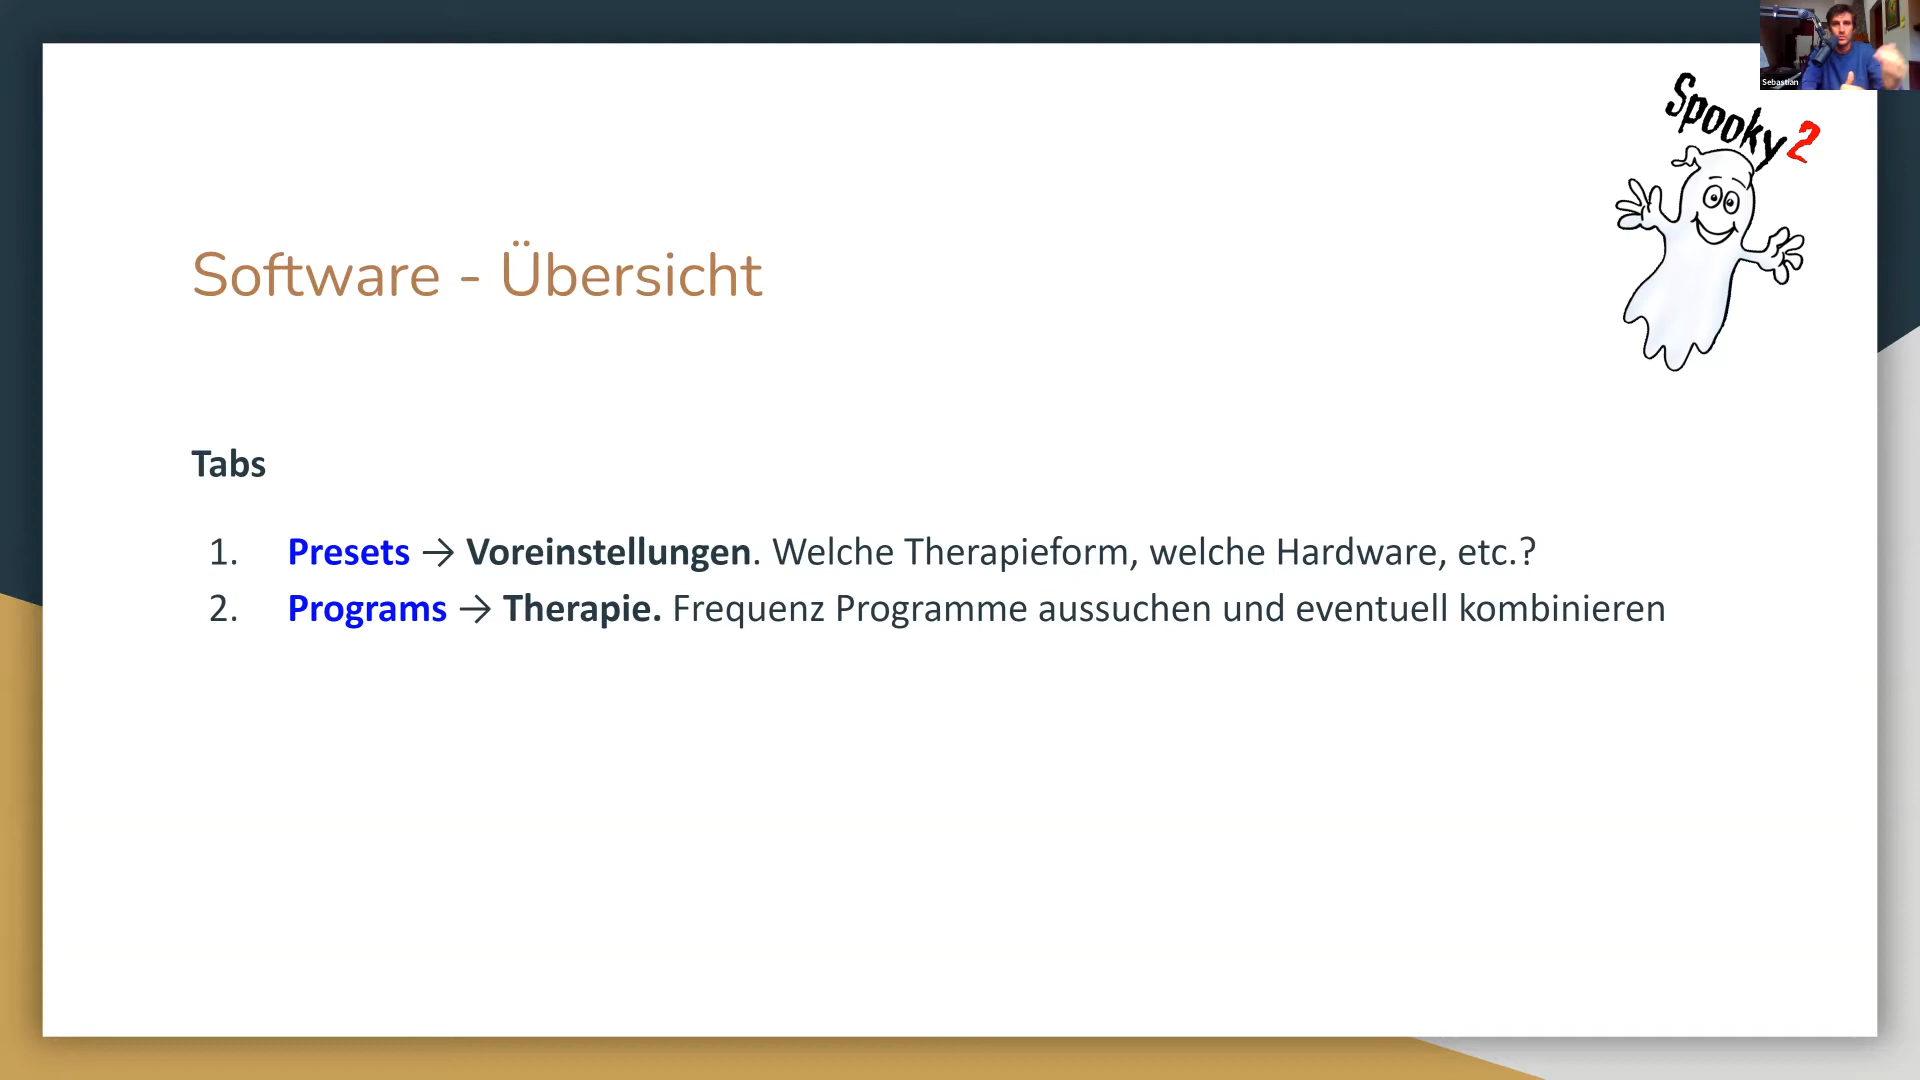 Sebastian
Spooky2
Software - Übersicht
Tabs
1. Presets → Voreinstellungen. Welche Therapieform, welche Hardware, etc.?
2. Programs → Therapie. Frequenz Programme aussuchen und eventuell kombinieren